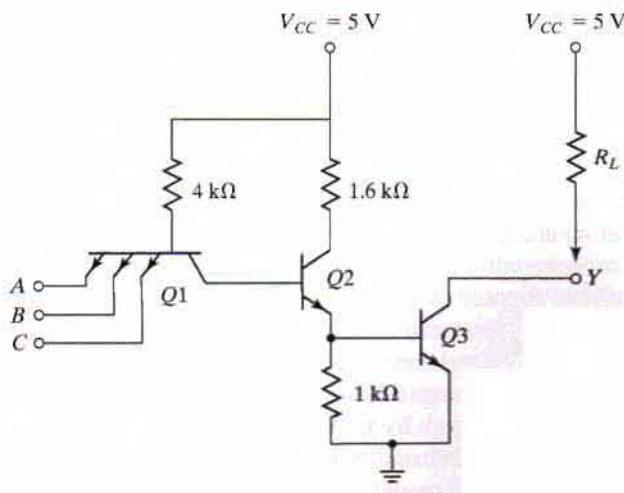 V_CC = 5 V
V_CC = 5 V
4 kΩ
1.6 kΩ
R_L
A
B
C
Q1
Q2
Y
Q3
1 kΩ